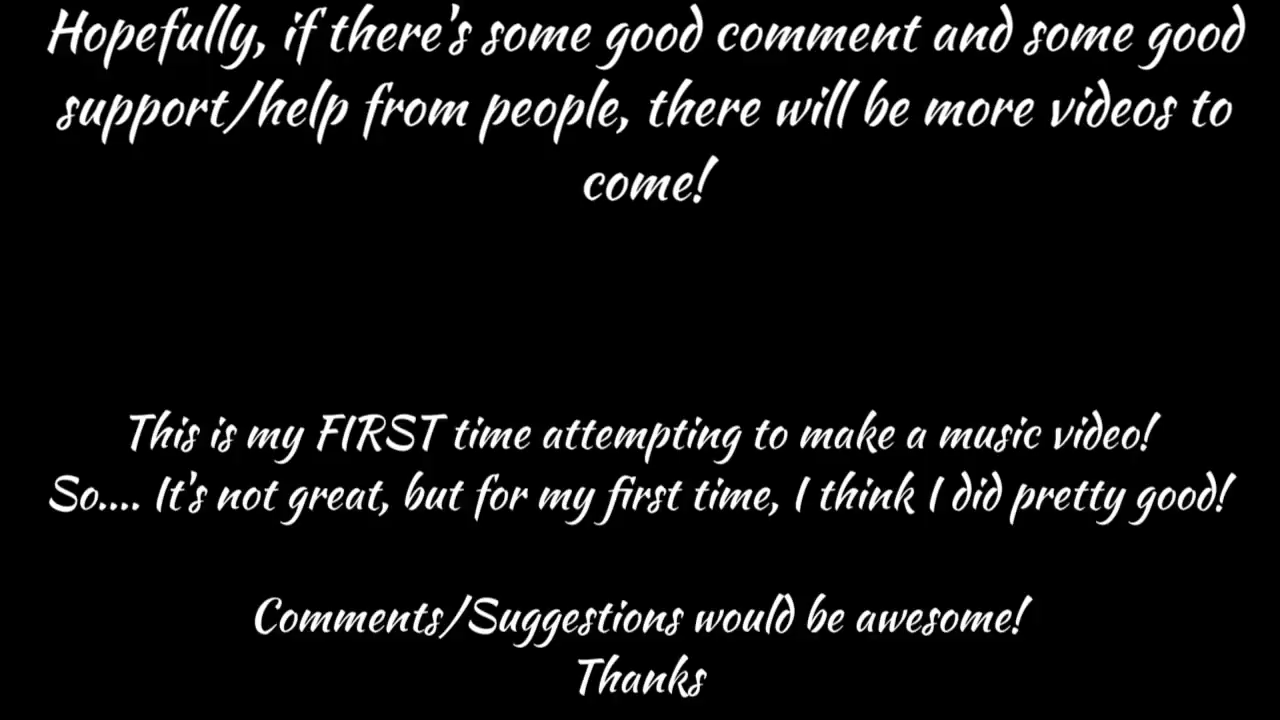 Hopefully, if there's some good comment and some good
support/help from people, there will be more videos to
come!
This is my FIRST time attempting to make a music video!
So.... It's not great, but for my first time, I think I did pretty good!
Comments/Suggestions would be awesome!
Thanks